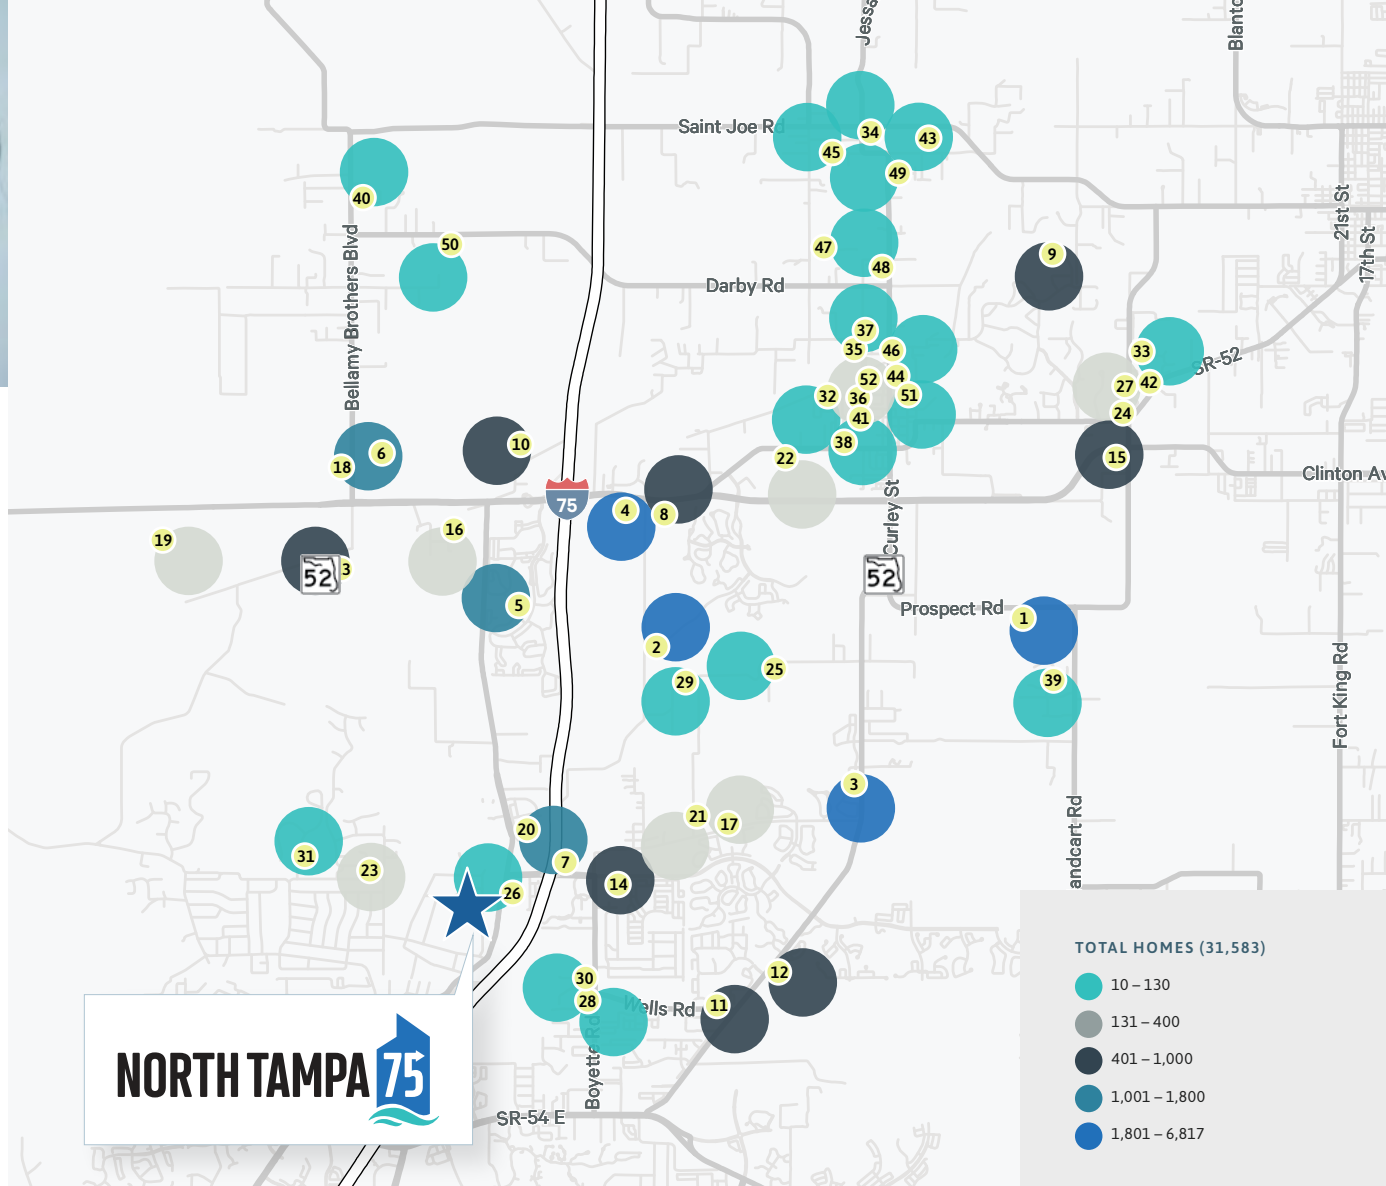 Jessa
Blanto
Saint Joe Rd
34
43
45
49
40
21st St
17th St
50
47
48
9
Bellamy Brothers Blvd
Darby Rd
37
35
46
33
SR-52
52
44
27
42
32
36
51
24
41
38
10
6
18
22
15
Clinton Av
75
4
8
Curley St
19
16
3
52
52
5
Prospect Rd
1
2
25
29
39
Fort King Rd
3
21
17
20
7
andcart Rd
31
23
14
26
30
28
Wells Rd
11
12
Boyette Rd
SR-54 E
NORTH TAMPA 75
TOTAL HOMES (31,583)
10 – 130
131 – 400
401 – 1,000
1,001 – 1,800
1,801 – 6,817